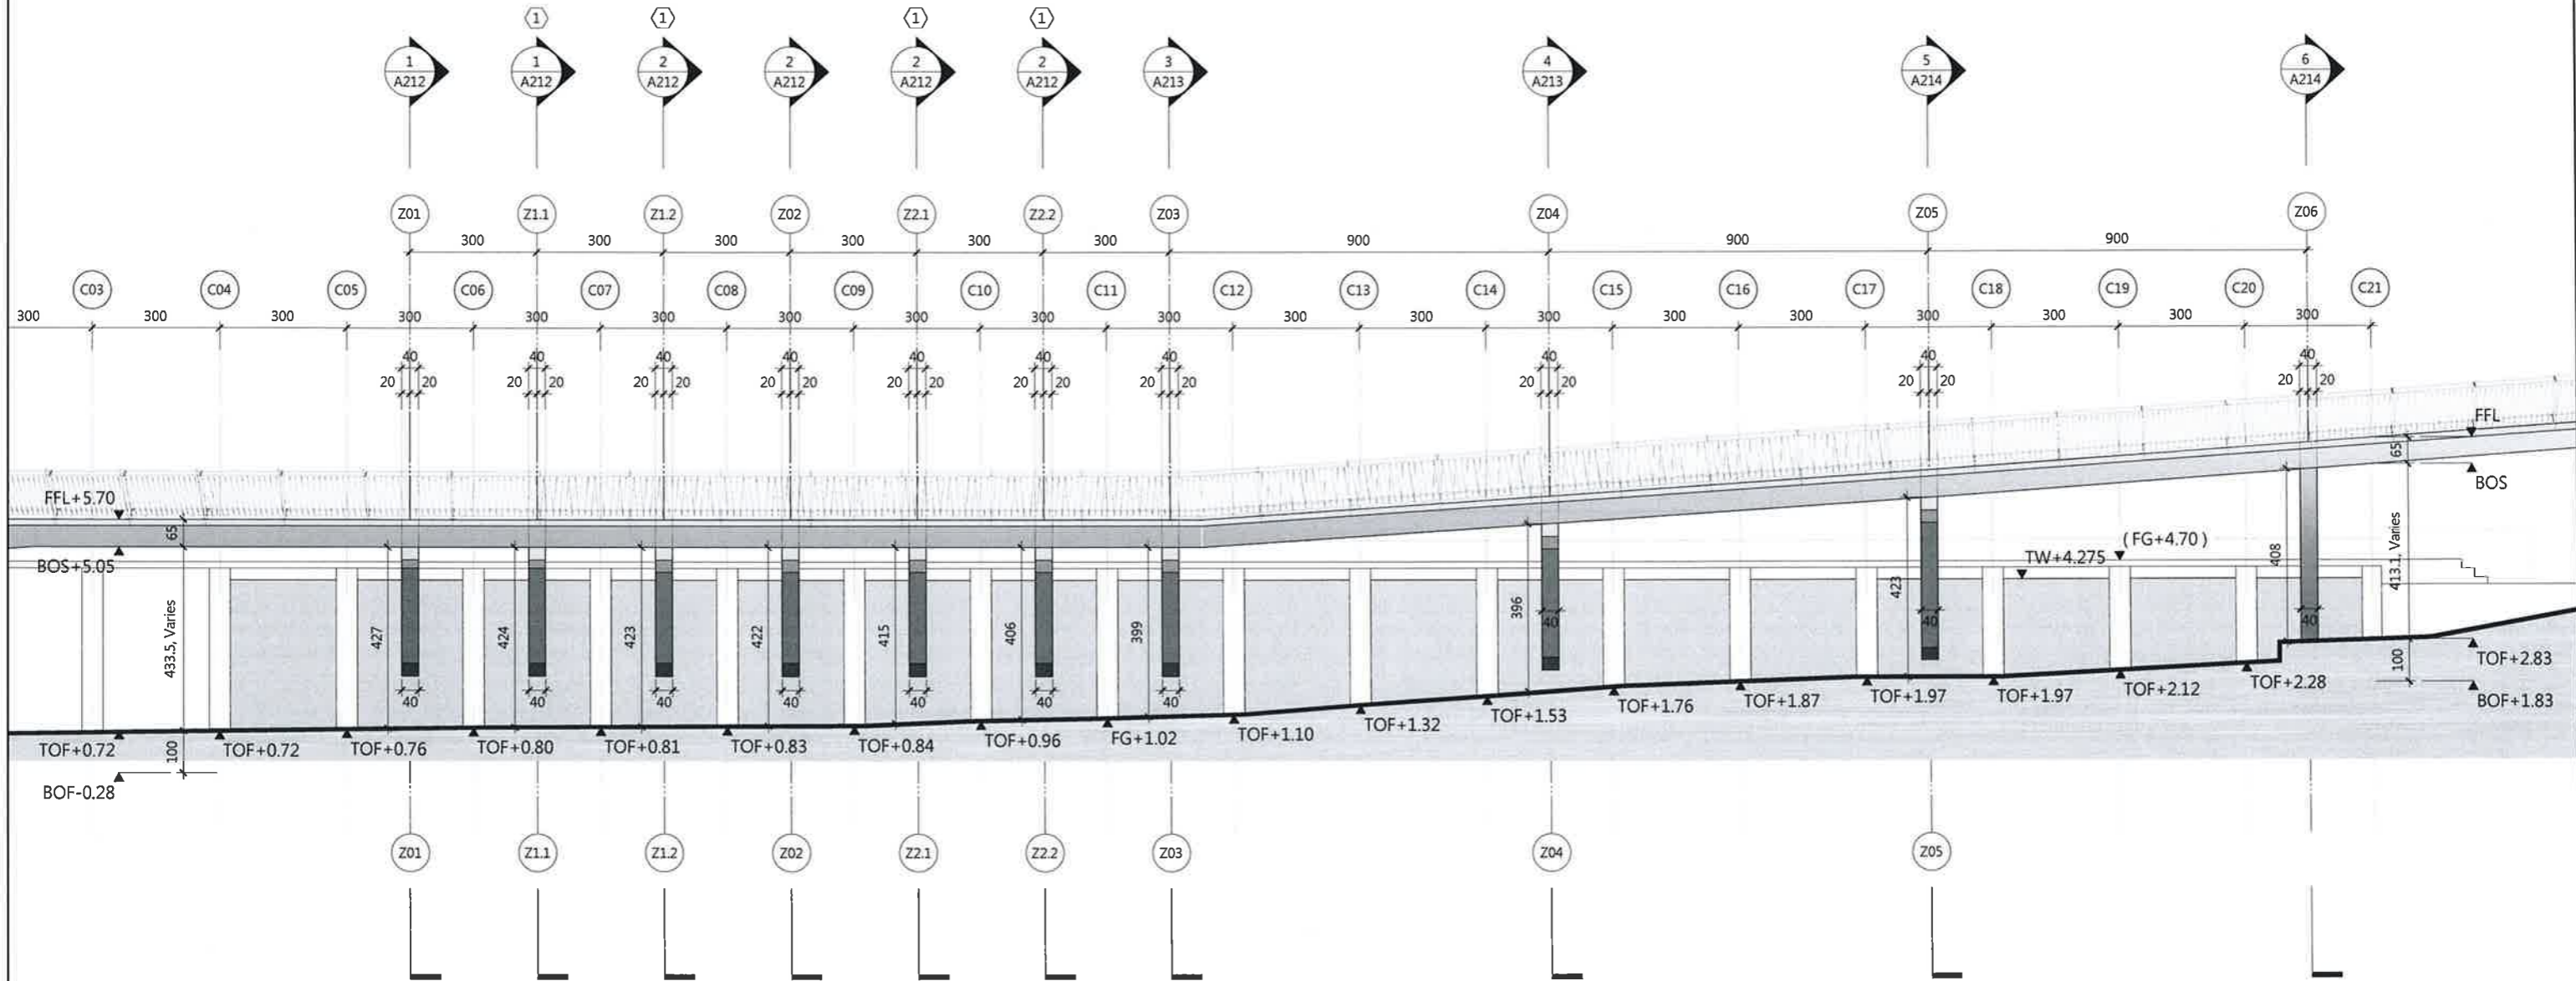 1 1 1 1
1 1 2 2 2 2 3 4 5 6
A212 A212 A212 A212 A212 A212 A213 A213 A214 A214
Z01 Z1.1 Z1.2 Z02 Z2.1 Z2.2 Z03 Z04 Z05 Z06
300 300 300 300 300 300 900 900 900
C03 C04 C05 C06 C07 C08 C09 C10 C11 C12 C13 C14 C15 C16 C17 C18 C19 C20 C21
300 300 300 300 300 300 300 300 300 300 300 300 300 300 300 300 300 300 300
40 40 40 40 40 40 40 40 40 40
20 20 20 20 20 20 20 20 20 20 20 20 20 20 20 20 20 20 20 20
FFL
65
BOS
FFL+5.70
65
BOS+5.05
( FG+4.70 )
TW+4.275
433.5, Varies
427 424 423 422 415 406 399 396 423 408
413.1, Varies
40 40 40 40 40 40 40 40 40 40
TOF+0.72 TOF+0.72 TOF+0.76 TOF+0.80 TOF+0.81 TOF+0.83 TOF+0.84 TOF+0.96 FG+1.02 TOF+1.10 TOF+1.32 TOF+1.53 TOF+1.76 TOF+1.87 TOF+1.97 TOF+1.97 TOF+2.12 TOF+2.28 TOF+2.83
100
BOF+1.83
100
BOF-0.28
Z01 Z1.1 Z1.2 Z02 Z2.1 Z2.2 Z03 Z04 Z05